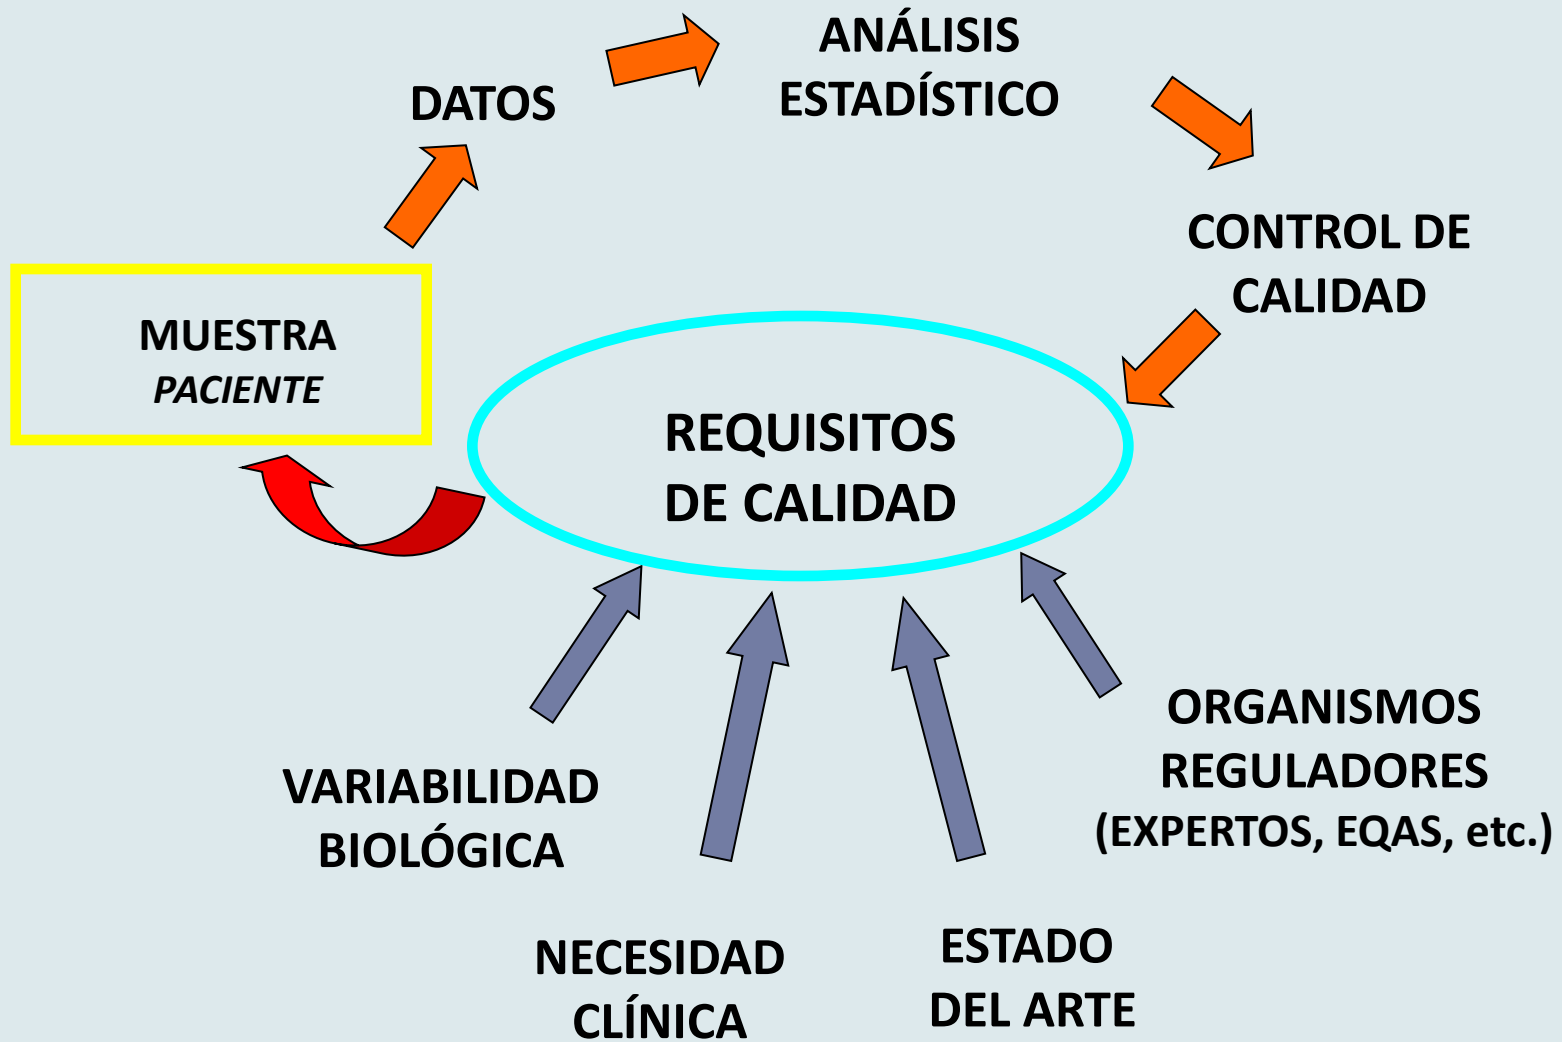 DATOS
ANÁLISIS
ESTADÍSTICO
CONTROL DE
CALIDAD
MUESTRA
PACIENTE
REQUISITOS
DE CALIDAD
VARIABILIDAD
BIOLÓGICA
NECESIDAD
CLÍNICA
ESTADO
DEL ARTE
ORGANISMOS
REGULADORES
(EXPERTOS, EQAS, etc.)